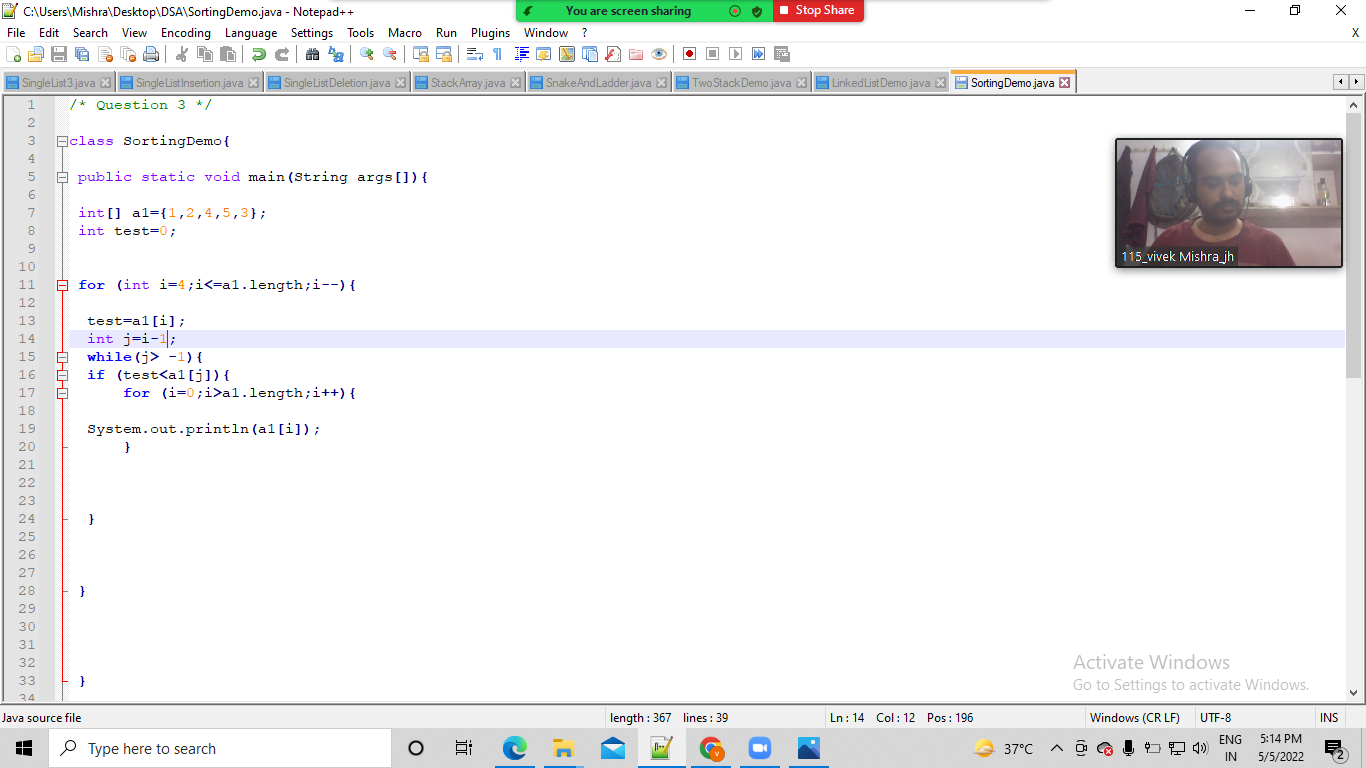 C:\Users\Mishra\Desktop\DSA\SortingDemo.java - Notepad++
You are screen sharing
Stop Share
File Edit Search View Encoding Language Settings Tools Macro Run Plugins Window ? X
SingleList3.java SingleListInsertion.java SingleListDeletion.java StackArray.java SnakeAndLadder.java TwoStackDemo.java LinkedListDemo.java SortingDemo.java
1 /* Question 3 */
2
3 class SortingDemo{
4
5 public static void main(String args[]){
6
7 int[] a1={1,2,4,5,3};
8 int test=0;
9
10
11 for (int i=4;i<=a1.length;i--){
12
13 test=a1[i];
14 int j=i-1;
15 while(j> -1){
16 if (test<a1[j]){
17 for (i=0;i>a1.length;i++){
18
19 System.out.println(a1[i]);
20 }
21
22
23
24 }
25
26
27
28 }
29
30
31
32
33 }
34
115_vivek Mishra_jh
Activate Windows
Go to Settings to activate Windows.
Java source file length : 367 lines : 39 Ln : 14 Col : 12 Pos : 196 Windows (CR LF) UTF-8 INS
Type here to search
37°C
ENG
IN
5:14 PM
5/5/2022
2